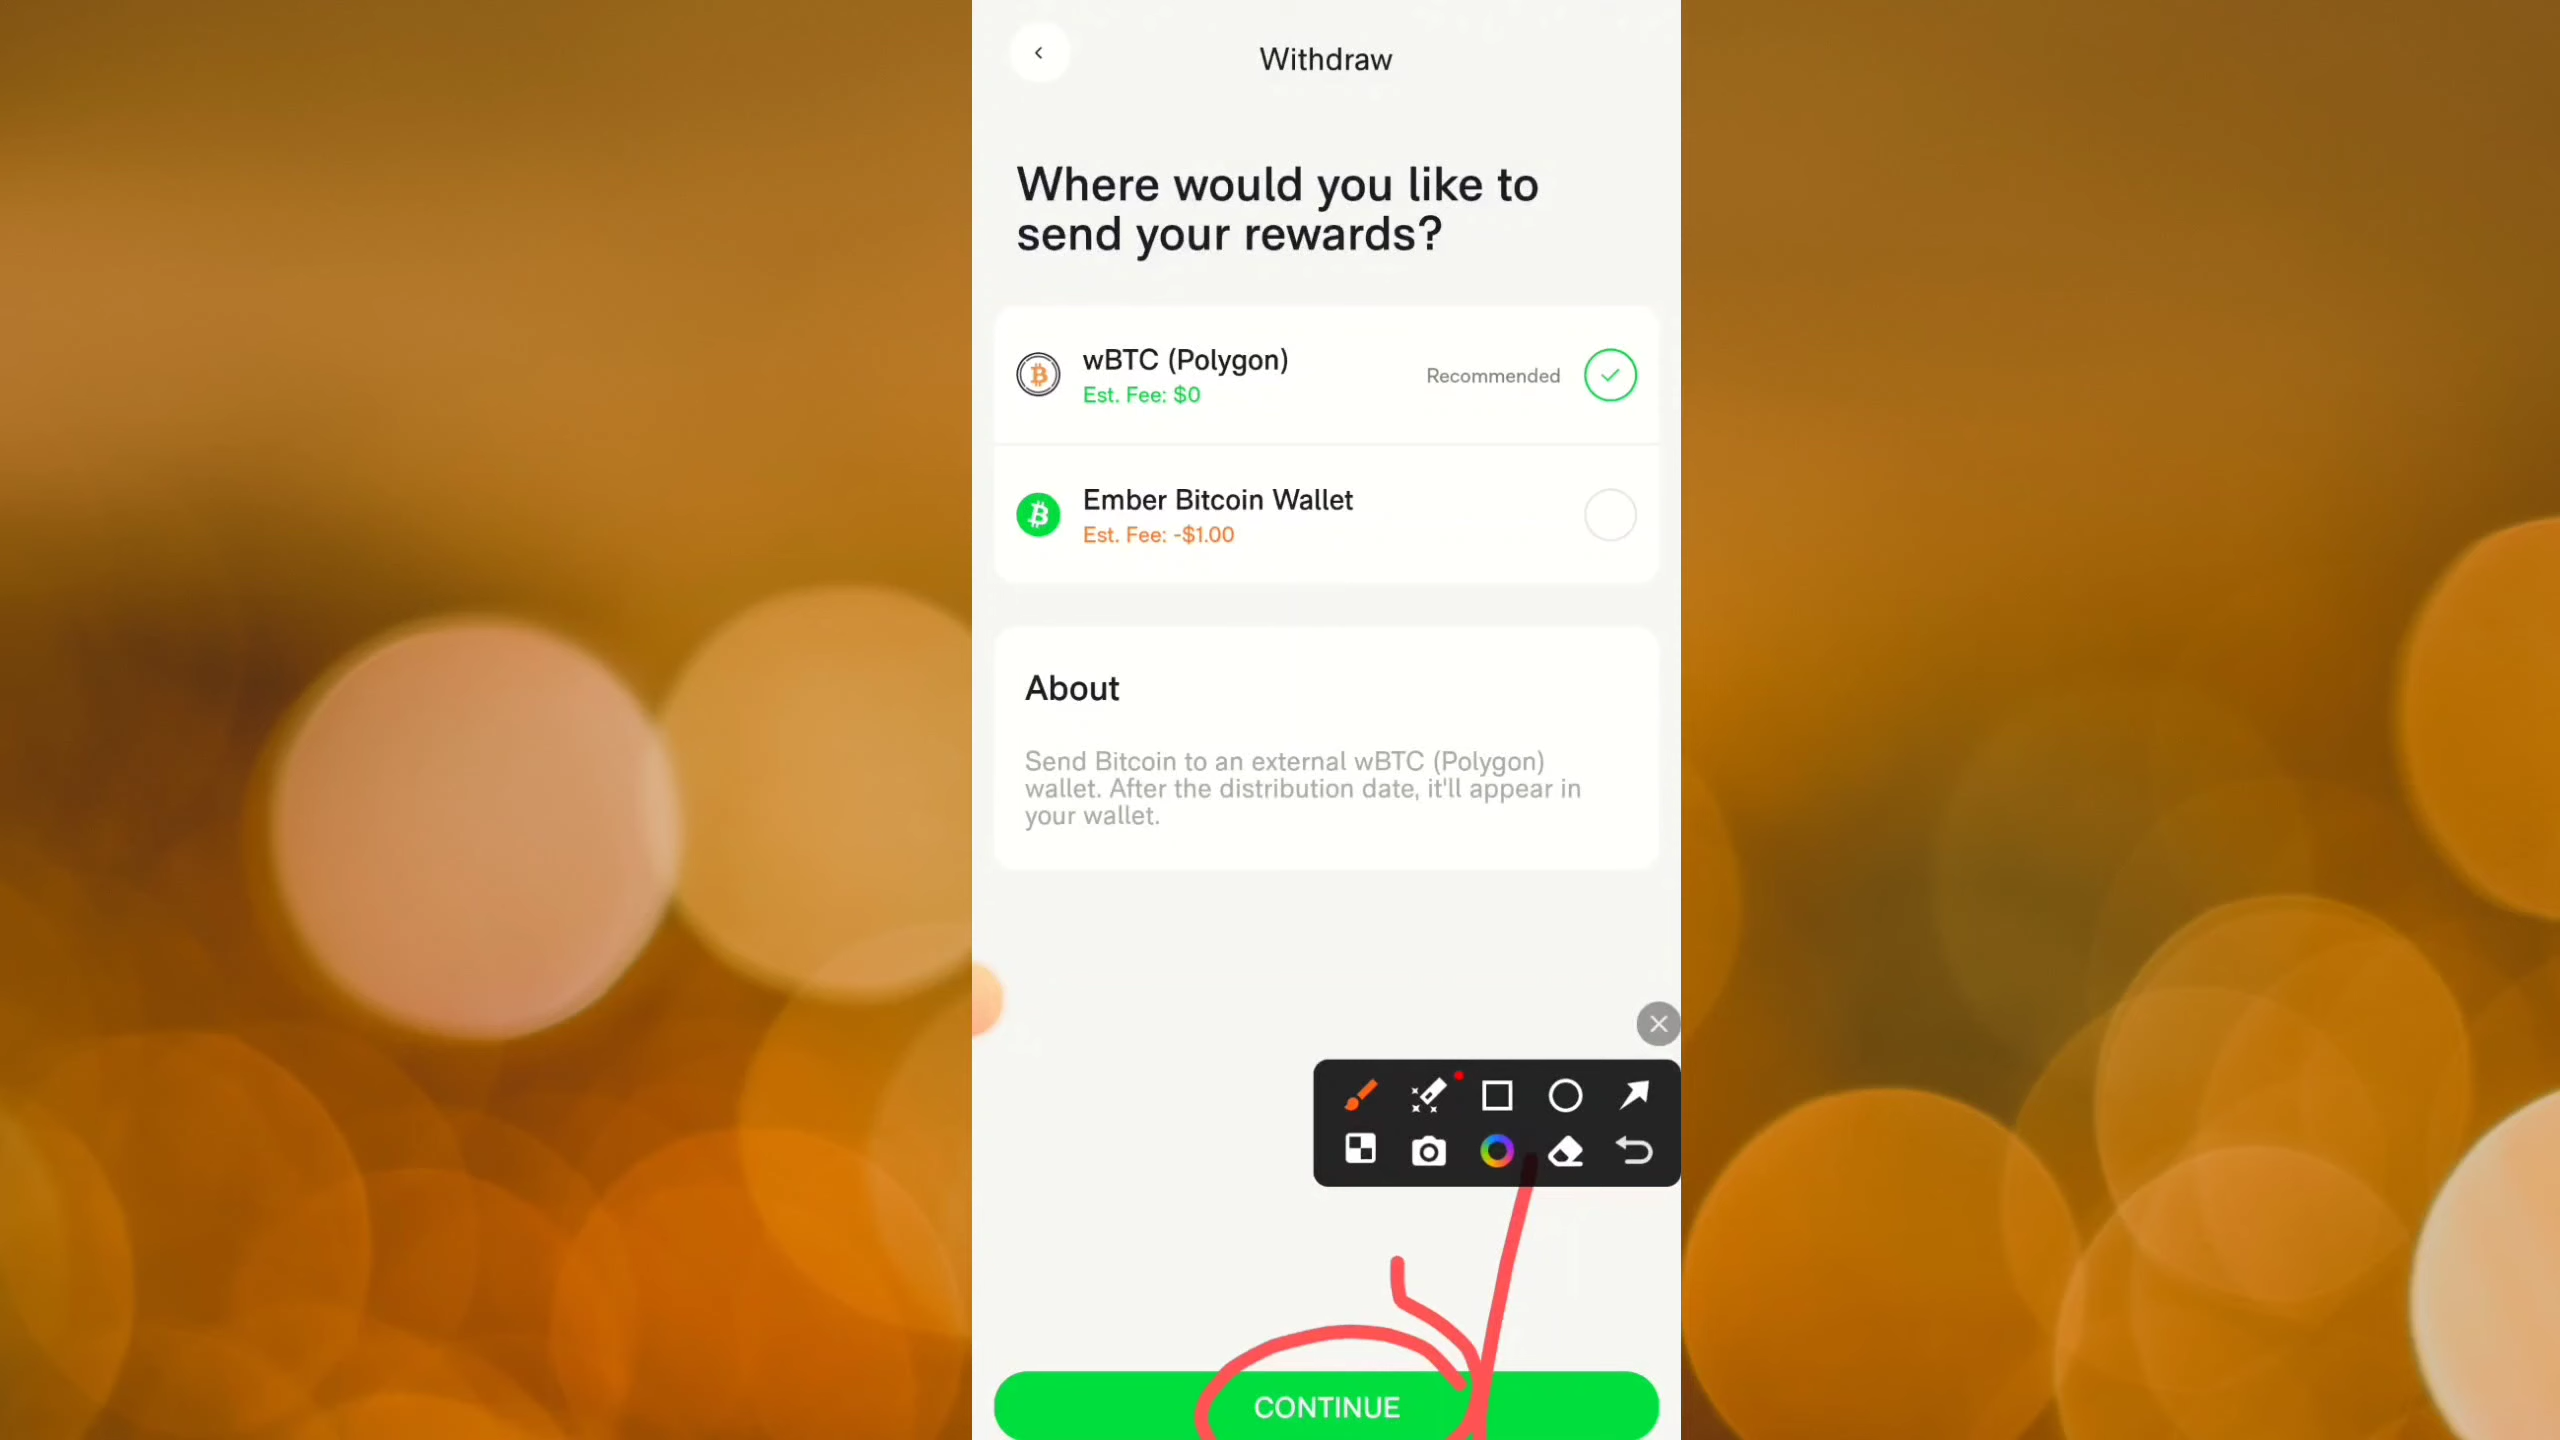 Withdraw
Where would you like to
send your rewards?
wBTC (Polygon)
Est. Fee: $0
Recommended
Ember Bitcoin Wallet
Est. Fee: -$1.00
About
Send Bitcoin to an external wBTC (Polygon)
wallet. After the distribution date, it'll appear in
your wallet.
CONTINUE